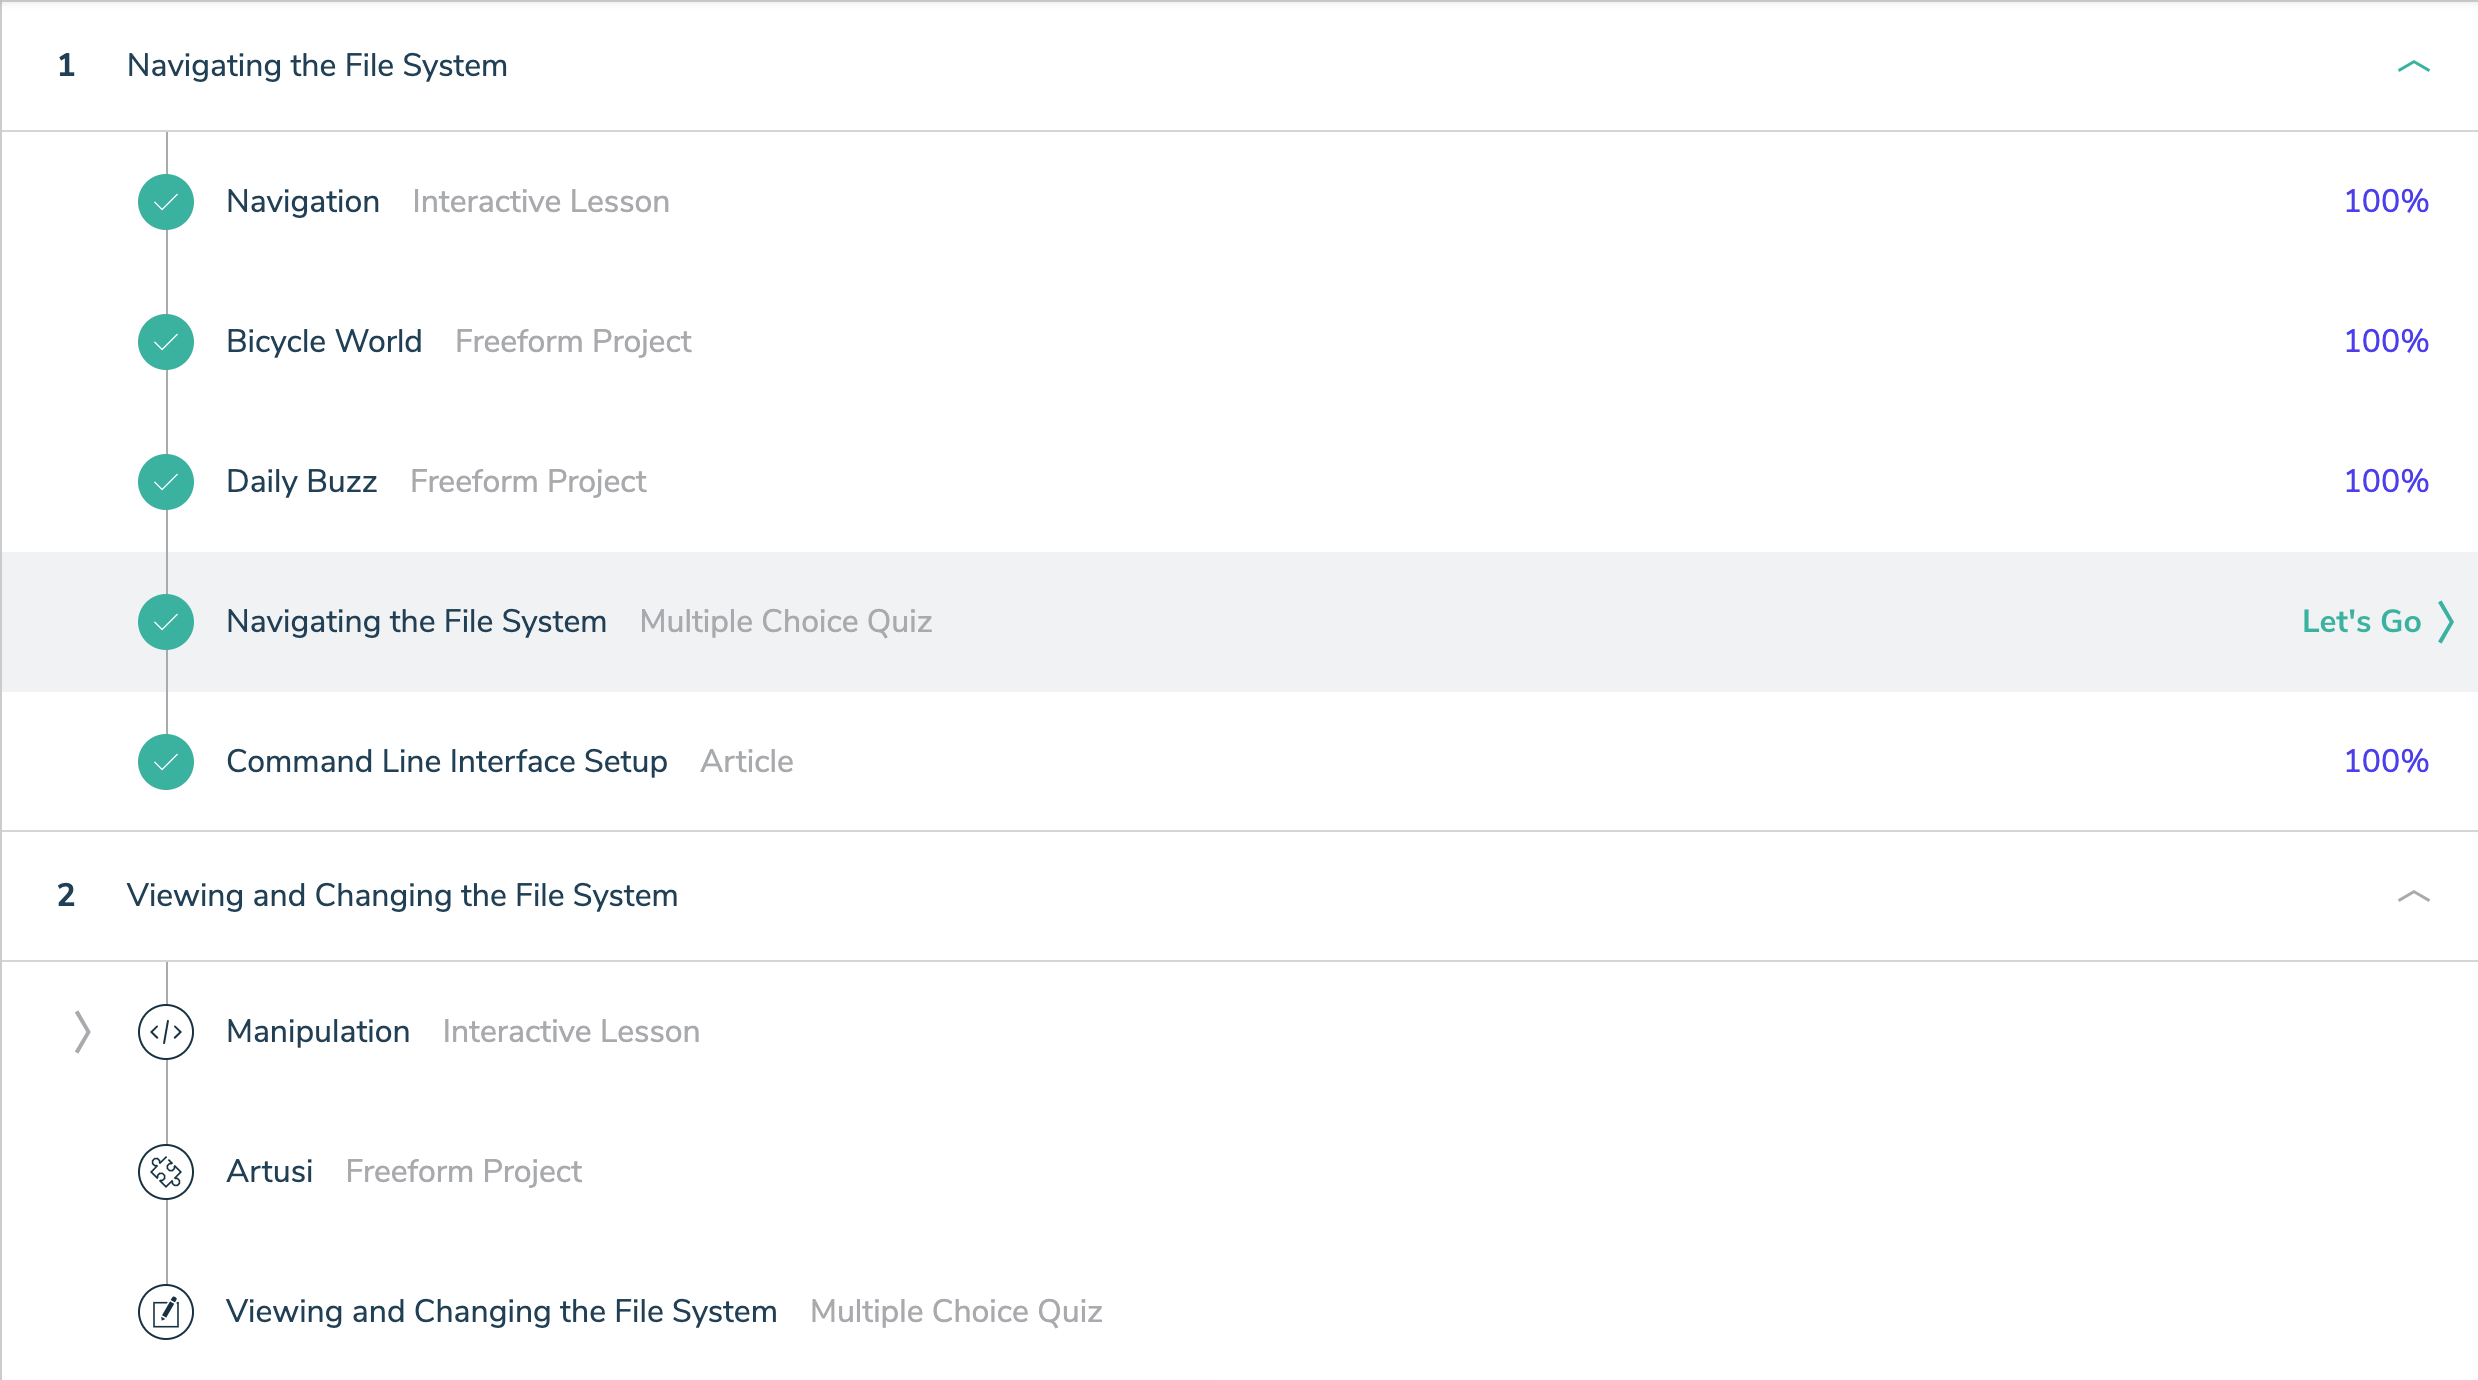 1 Navigating the File System
Navigation Interactive Lesson 100%
Bicycle World Freeform Project 100%
Daily Buzz Freeform Project 100%
Navigating the File System Multiple Choice Quiz Let's Go
Command Line Interface Setup Article 100%
2 Viewing and Changing the File System
Manipulation Interactive Lesson
Artusi Freeform Project
Viewing and Changing the File System Multiple Choice Quiz